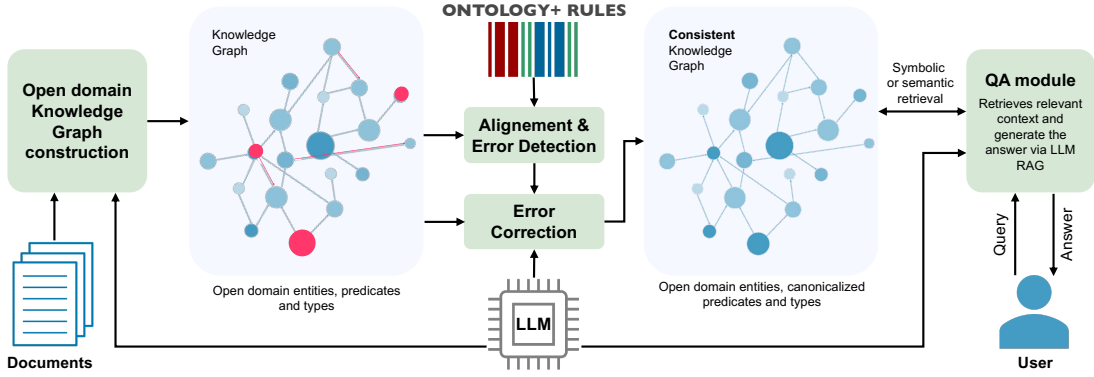 ONTOLOGY+ RULES
Open domain
Knowledge
Graph
construction
Knowledge
Graph
Alignement &
Error Detection
Error
Correction
Consistent
Knowledge
Graph
Symbolic
or semantic
retrieval
QA module
Retrieves relevant
context and
generate the
answer via LLM
RAG
Query
Answer
Open domain entities, predicates
and types
Open domain entities, canonicalized
predicates and types
LLM
Documents
User